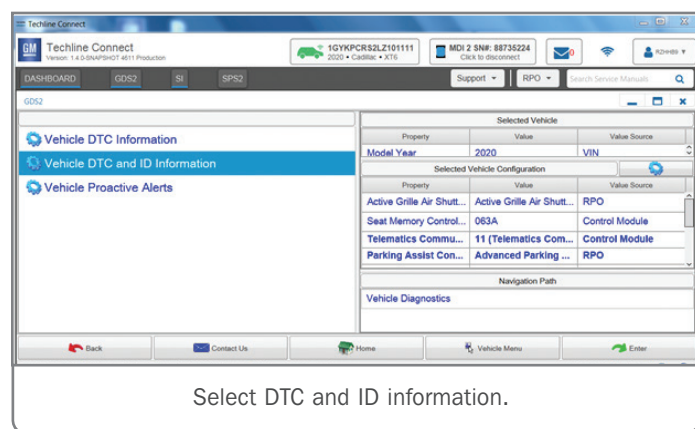 Techline Connect
GM Techline Connect
Version: 1.4.0-SNAPSHOT 4611 Production
1GYKPCRS2LZ101111
2020 • Cadillac • XT6
MDI 2 SN#: 88735224
Click to disconnect
0
DASHBOARD GDS2 SI SPS2
Support RPO Search Service Manuals
GDS2
Vehicle DTC Information
Vehicle DTC and ID Information
Vehicle Proactive Alerts
Selected Vehicle
Property Value Value Source
Model Year 2020 VIN
Selected Vehicle Configuration
Property Value Value Source
Active Grille Air Shutt... Active Grille Air Shutt... RPO
Seat Memory Control... 063A Control Module
Telematics Commu... 11 (Telematics Com... Control Module
Parking Assist Con... Advanced Parking ... RPO
Navigation Path
Vehicle Diagnostics
Back Contact Us Home Vehicle Menu Enter
Select DTC and ID information.